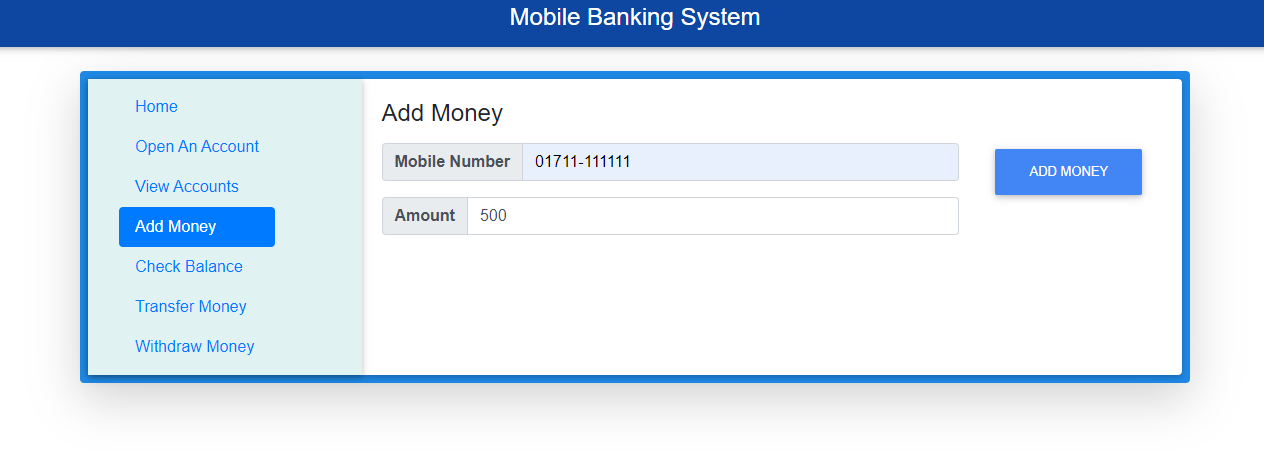 Mobile Banking System
Home
Open An Account
View Accounts
Add Money
Check Balance
Transfer Money
Withdraw Money
Add Money
Mobile Number 01711-111111
Amount 500
ADD MONEY